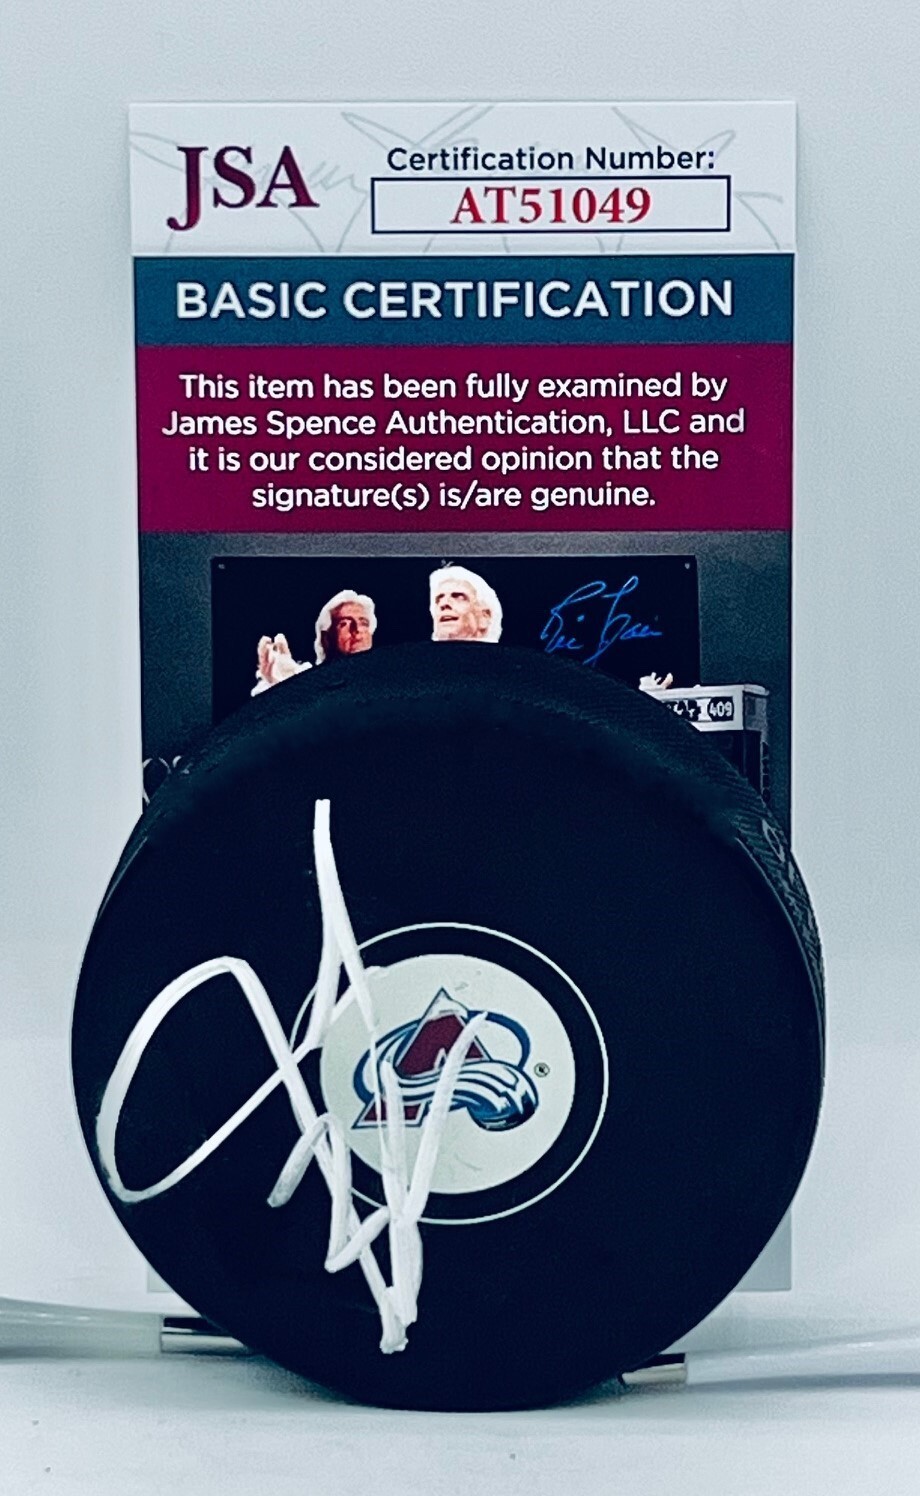 JSA
Certification Number:
AT51049
BASIC CERTIFICATION
This item has been fully examined by
James Spence Authentication, LLC and
it is our considered opinion that the
signature(s) is/are genuine.
409
®